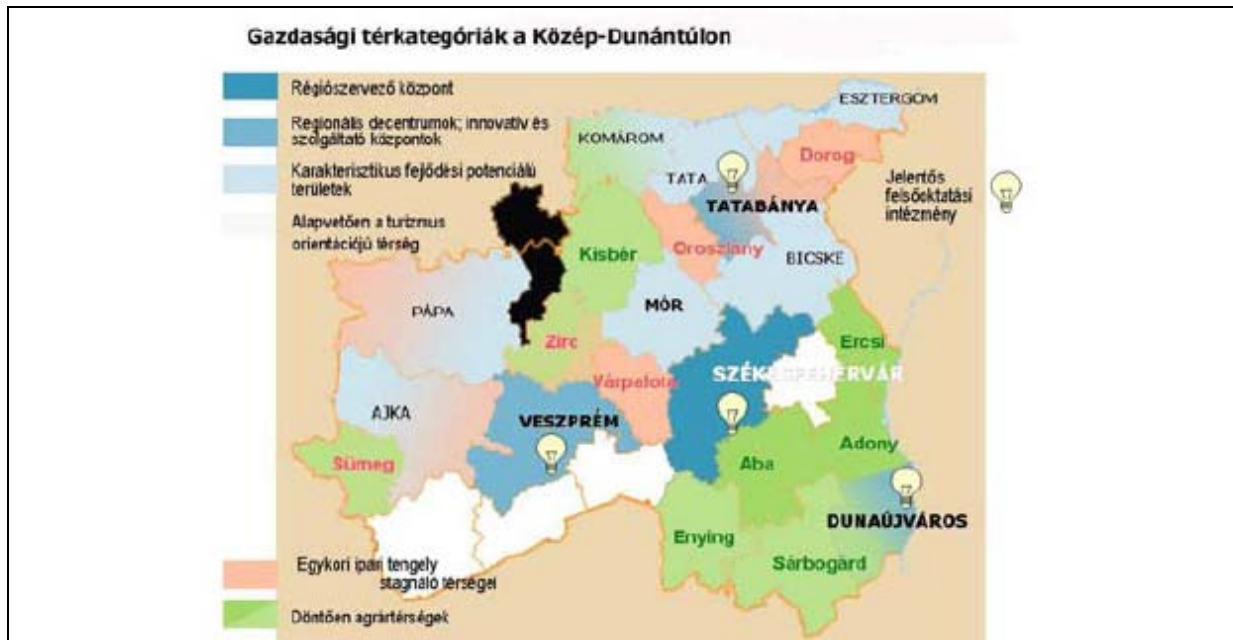 Gazdasági térkategóriák a Közép-Dunántúlon
Régiószervező központ
Regionális decentrumok; innovatív és
szolgáltató központok
Karakterisztikus fejlődési potenciálú
területek
Alapvetően a turizmus
orientációjú térség
ESZTERGOM
KOMÁROM
Dorog
TATA
Jelentős
felsőoktatási
intézmény
TATABÁNYA
Kisbér
Oroszlany
BICSKE
PÁPA
MÓR
Zirc
Ercsi
Várpalota
SZÉKESFEHÉRVÁR
AJKA
VESZPRÉM
Adony
Sümeg
Aba
DUNAÚJVÁROS
Enying
Sárbogárd
Egykori ipari tengely
stagnáló térségei
Döntően agrártérségek